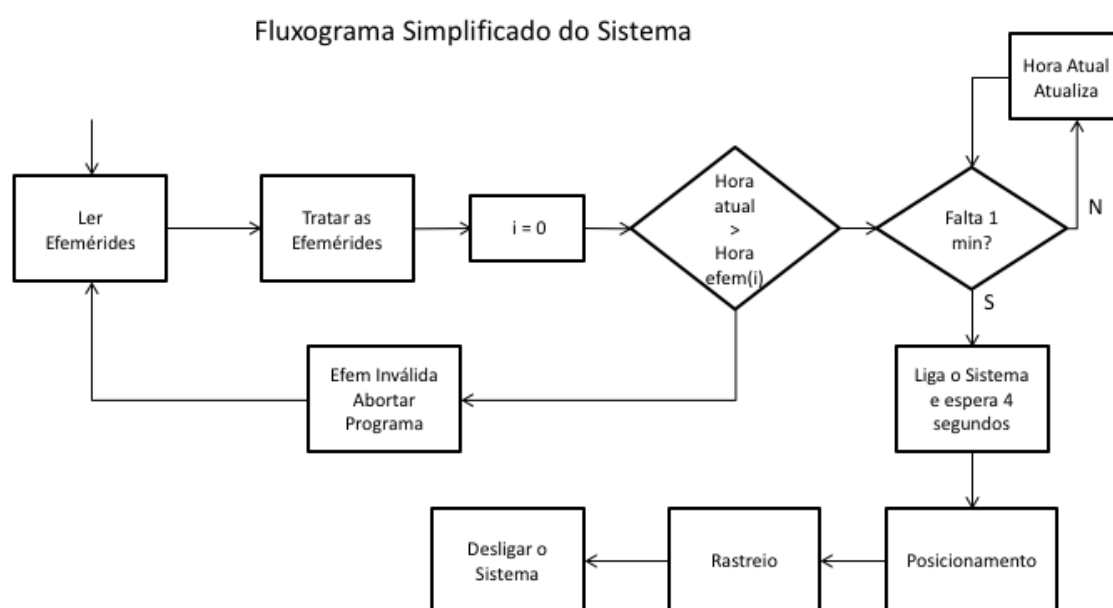 Fluxograma Simplificado do Sistema
Hora Atual
Atualiza
Ler
Efemérides
Tratar as
Efemérides
i = 0
Hora
atual
>
Hora
efem(i)
Falta 1
min?
N
S
Efem Inválida
Abortar
Programa
Liga o Sistema
e espera 4
segundos
Desligar o
Sistema
Rastreio
Posicionamento